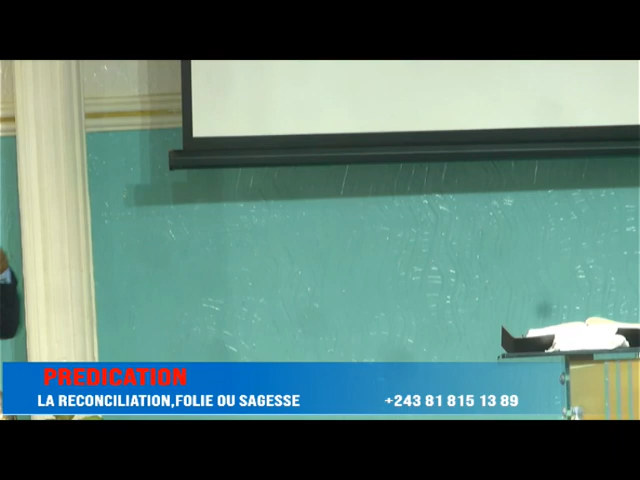 PREDICATION
LA RECONCILIATION,FOLIE OU SAGESSE
+243 81 815 13 89